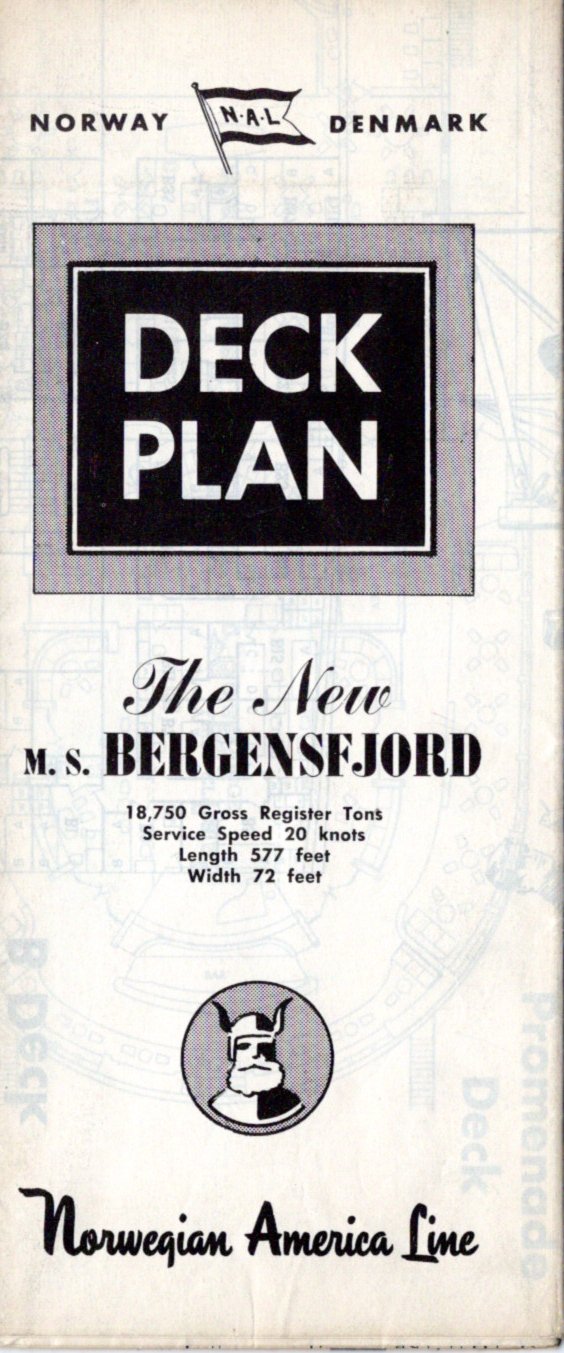 NORWAY N·A·L DENMARK
DECK
PLAN
The New
M. S. BERGENSFJORD
18,750 Gross Register Tons
Service Speed 20 knots
Length 577 feet
Width 72 feet
Norwegian America Line
B Deck
Promenade
Deck